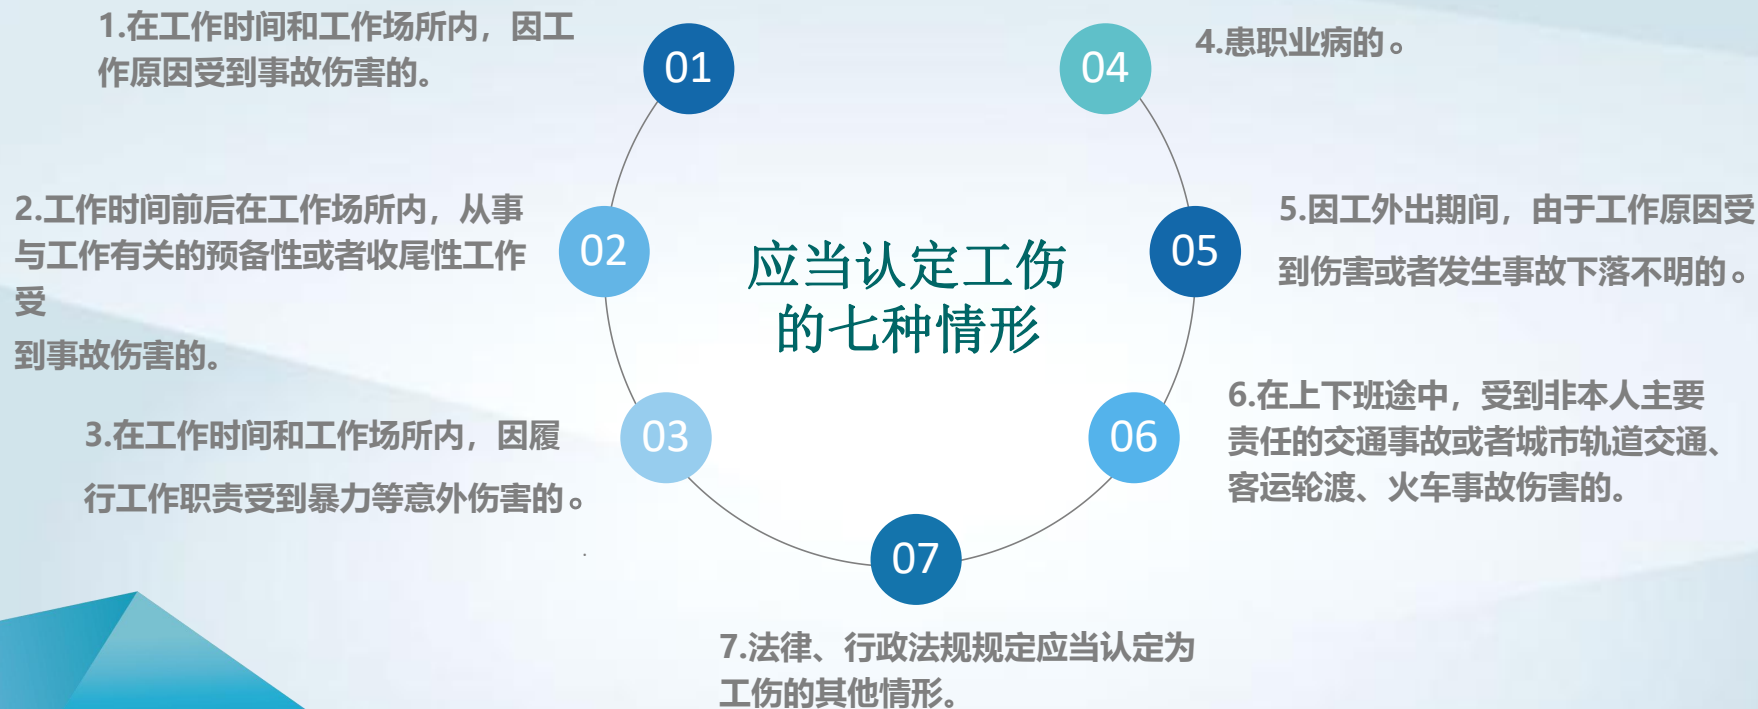 1.在工作时间和工作场所内，因工
作原因受到事故伤害的。
01
2.工作时间前后在工作场所内，从事
与工作有关的预备性或者收尾性工作
受
到事故伤害的。
02
3.在工作时间和工作场所内，因履
行工作职责受到暴力等意外伤害的。
.
03
应当认定工伤
的七种情形
04
4.患职业病的。
05
5.因工外出期间，由于工作原因受
到伤害或者发生事故下落不明的。
06
6.在上下班途中，受到非本人主要
责任的交通事故或者城市轨道交通、
客运轮渡、火车事故伤害的。
07
7.法律、行政法规规定应当认定为
工伤的其他情形。